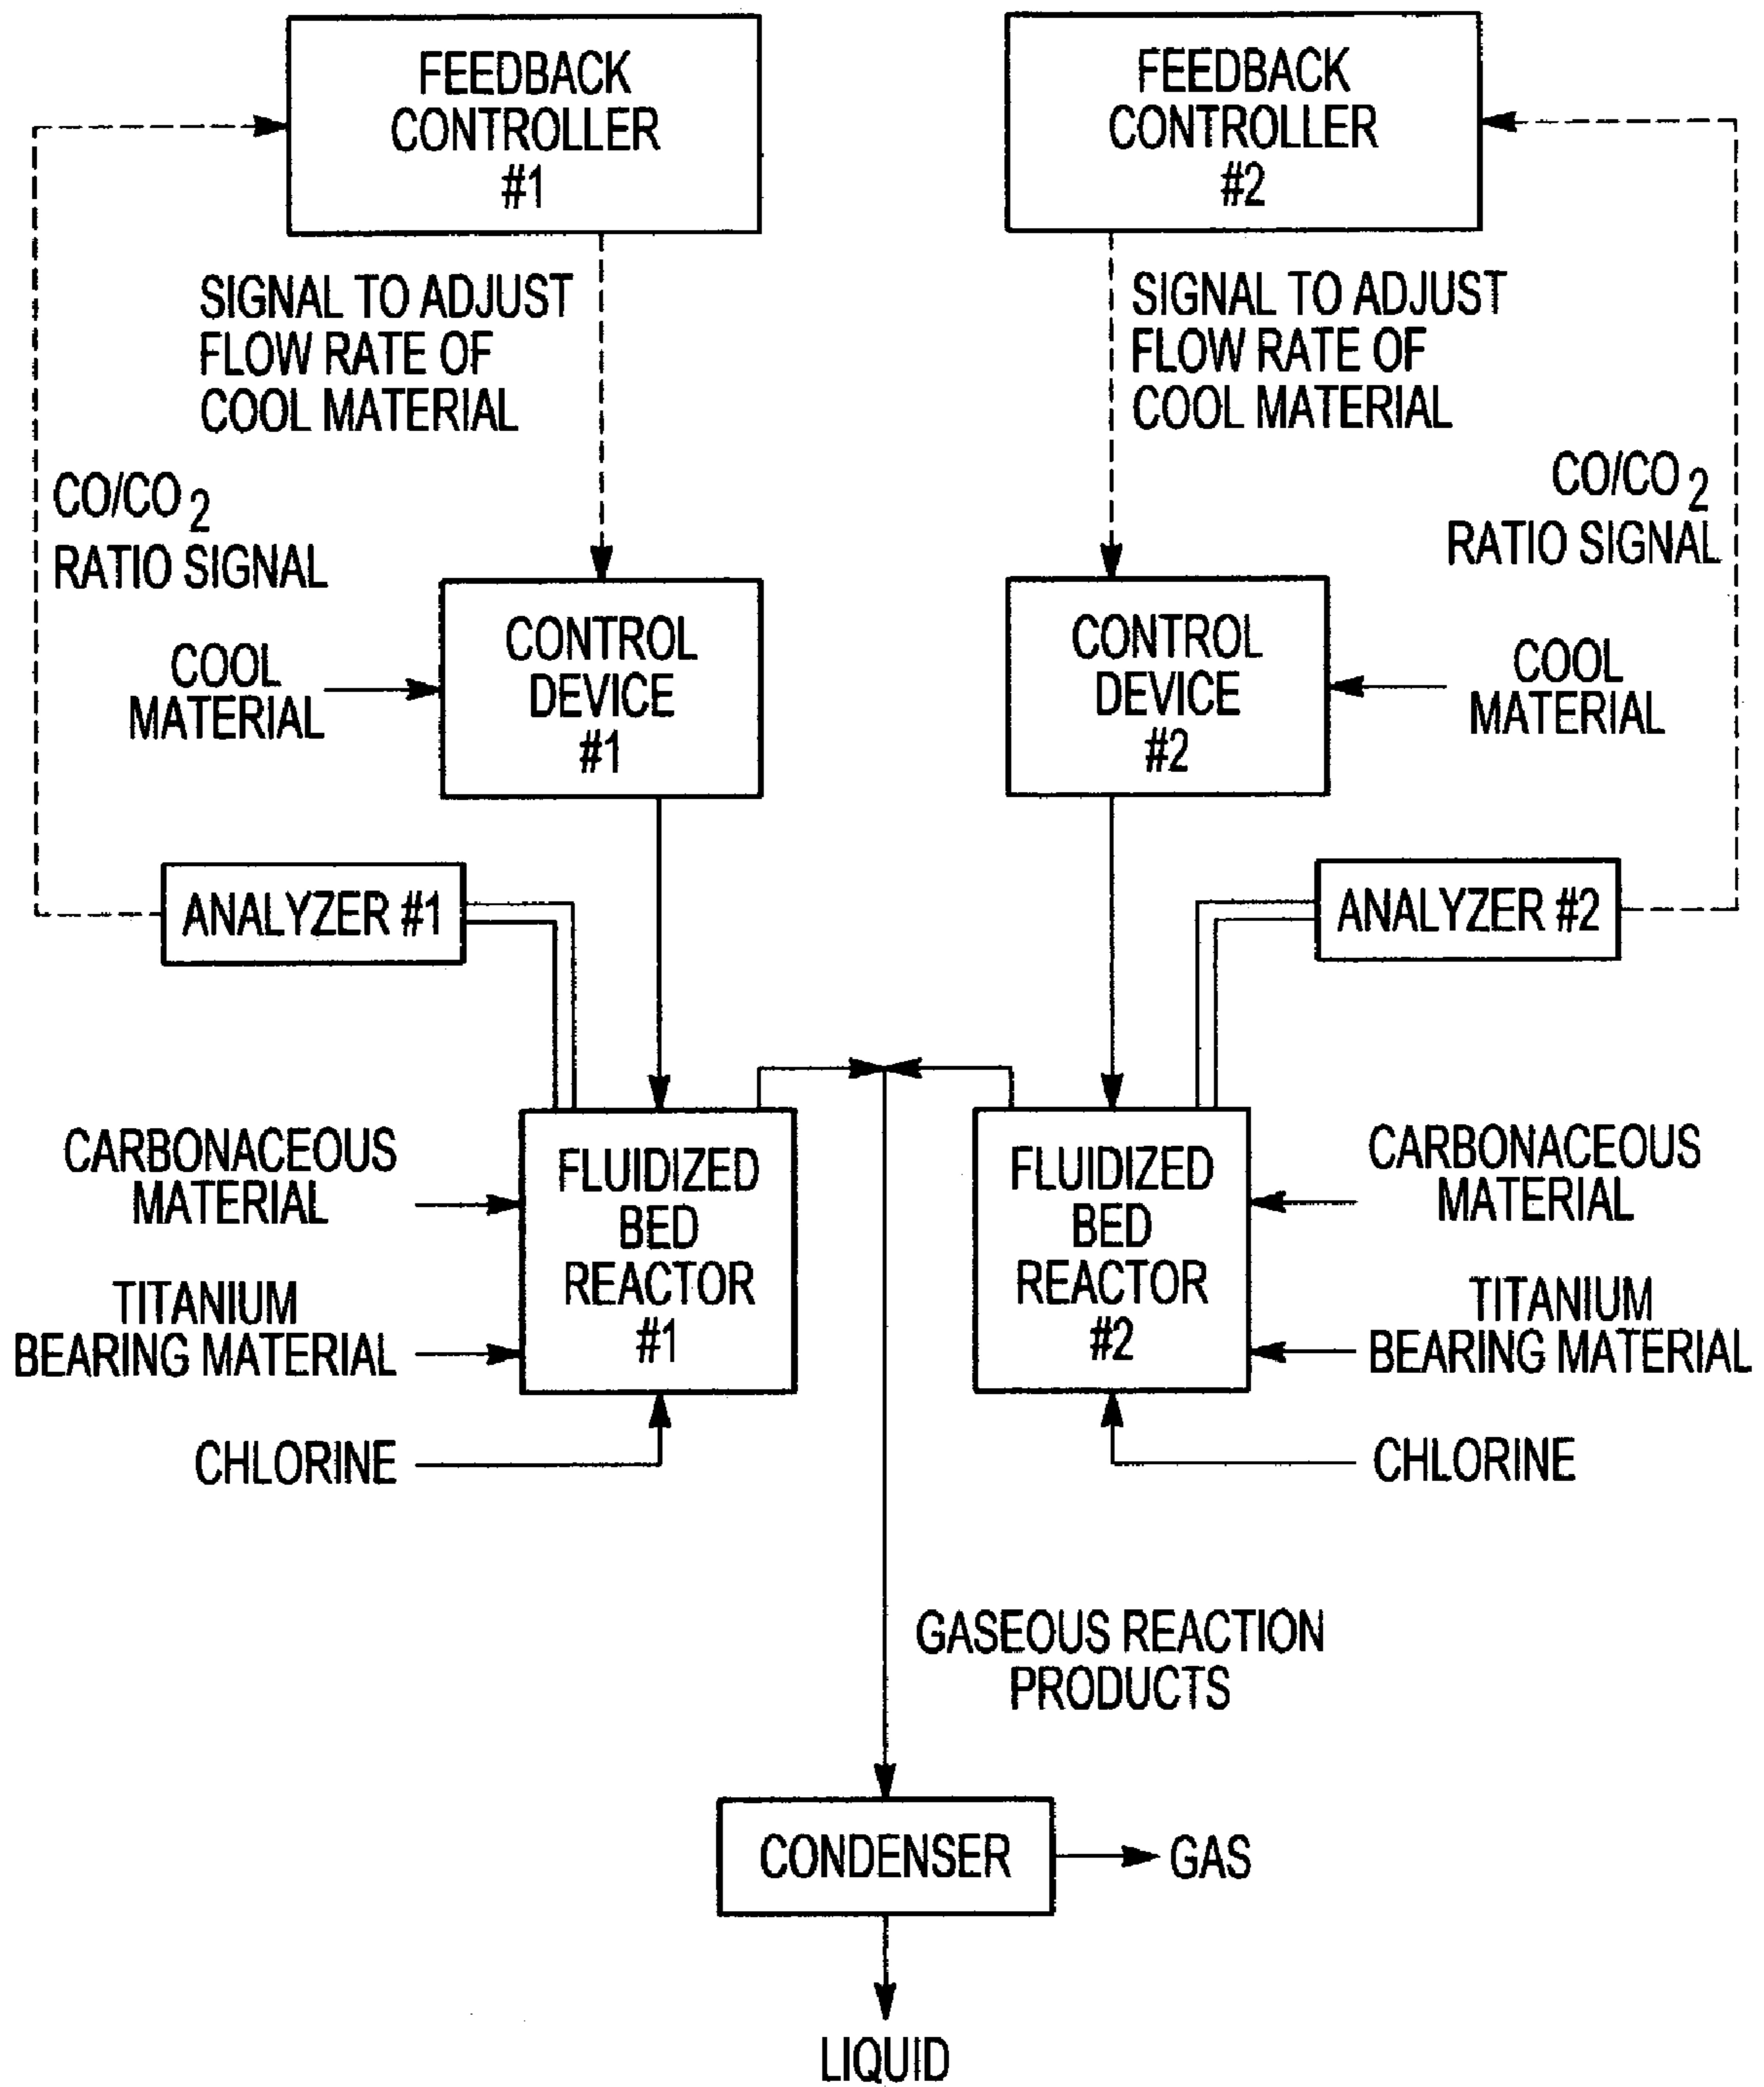 FEEDBACK
CONTROLLER
#1
FEEDBACK
CONTROLLER
#2
SIGNAL TO ADJUST
FLOW RATE OF
COOL MATERIAL
SIGNAL TO ADJUST
FLOW RATE OF
COOL MATERIAL
CO/CO2
RATIO SIGNAL
CO/CO2
RATIO SIGNAL
COOL
MATERIAL
CONTROL
DEVICE
#1
CONTROL
DEVICE
#2
COOL
MATERIAL
ANALYZER #1
ANALYZER #2
CARBONACEOUS
MATERIAL
TITANIUM
BEARING MATERIAL
CHLORINE
FLUIDIZED
BED
REACTOR
#1
FLUIDIZED
BED
REACTOR
#2
CARBONACEOUS
MATERIAL
TITANIUM
BEARING MATERIAL
CHLORINE
GASEOUS REACTION
PRODUCTS
CONDENSER
GAS
LIQUID